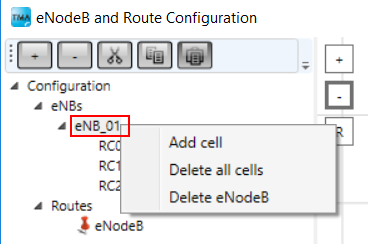 TMA eNodeB and Route Configuration
+ -
+
-
R
Configuration
eNBs
eNB_01
RC0
RC1
RC2
Add cell
Delete all cells
Delete eNodeB
Routes
eNodeB